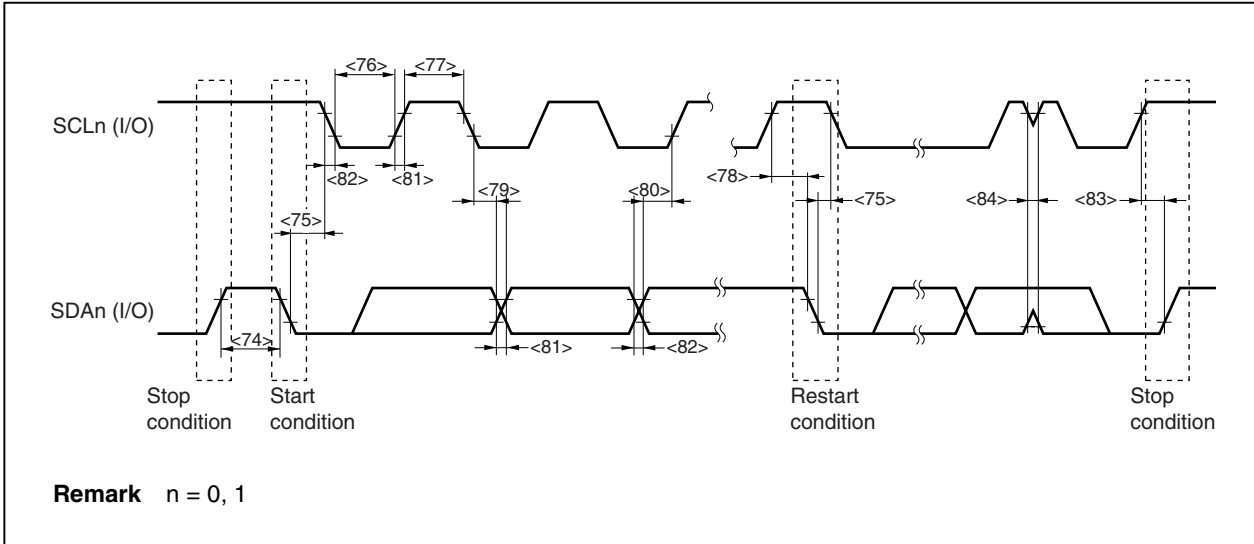 <76> <77>
SCLn (I/O)
<82> <81> <79> <80> <78> <75> <84> <83>
<75>
SDAn (I/O)
<74> <81> <82>
Stop condition
Start condition
Restart condition
Stop condition
Remark n = 0, 1